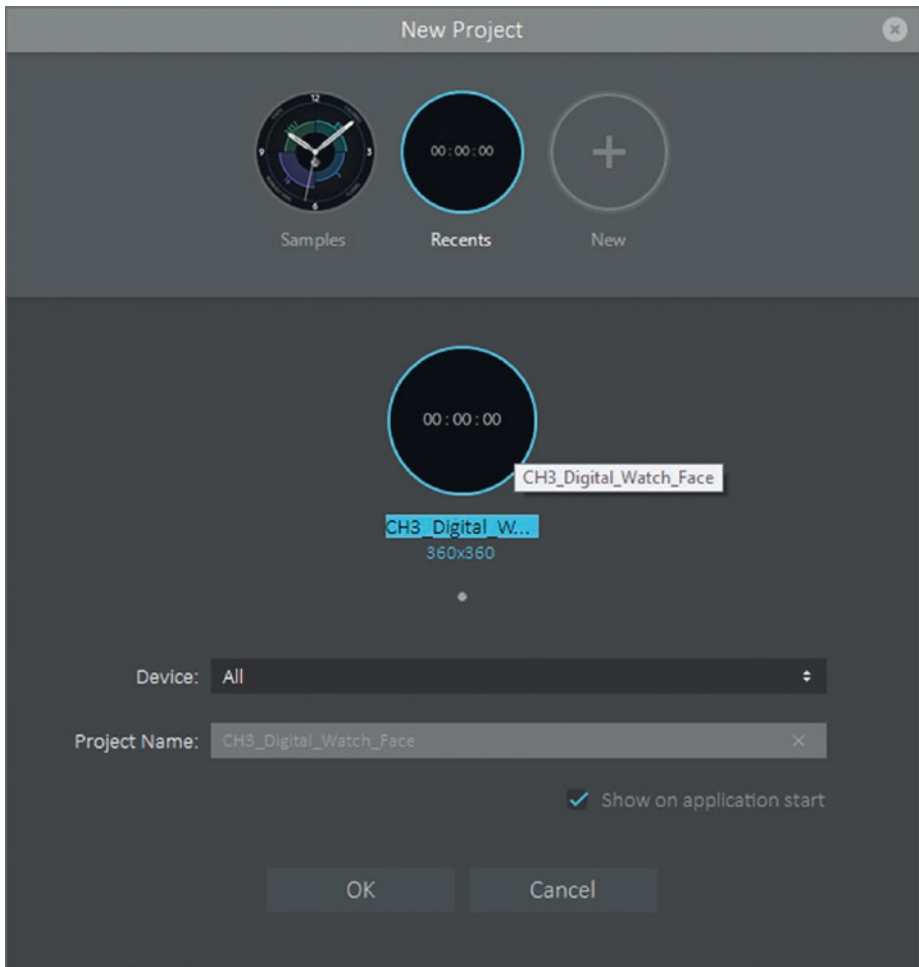 New Project
12
3
6
9
00:00:00
Samples
Recents
New
00:00:00
CH3_Digital_Watch_Face
CH3_Digital_W...
360x360
Device:
All
Project Name:
CH3_Digital_Watch_Face
Show on application start
OK
Cancel